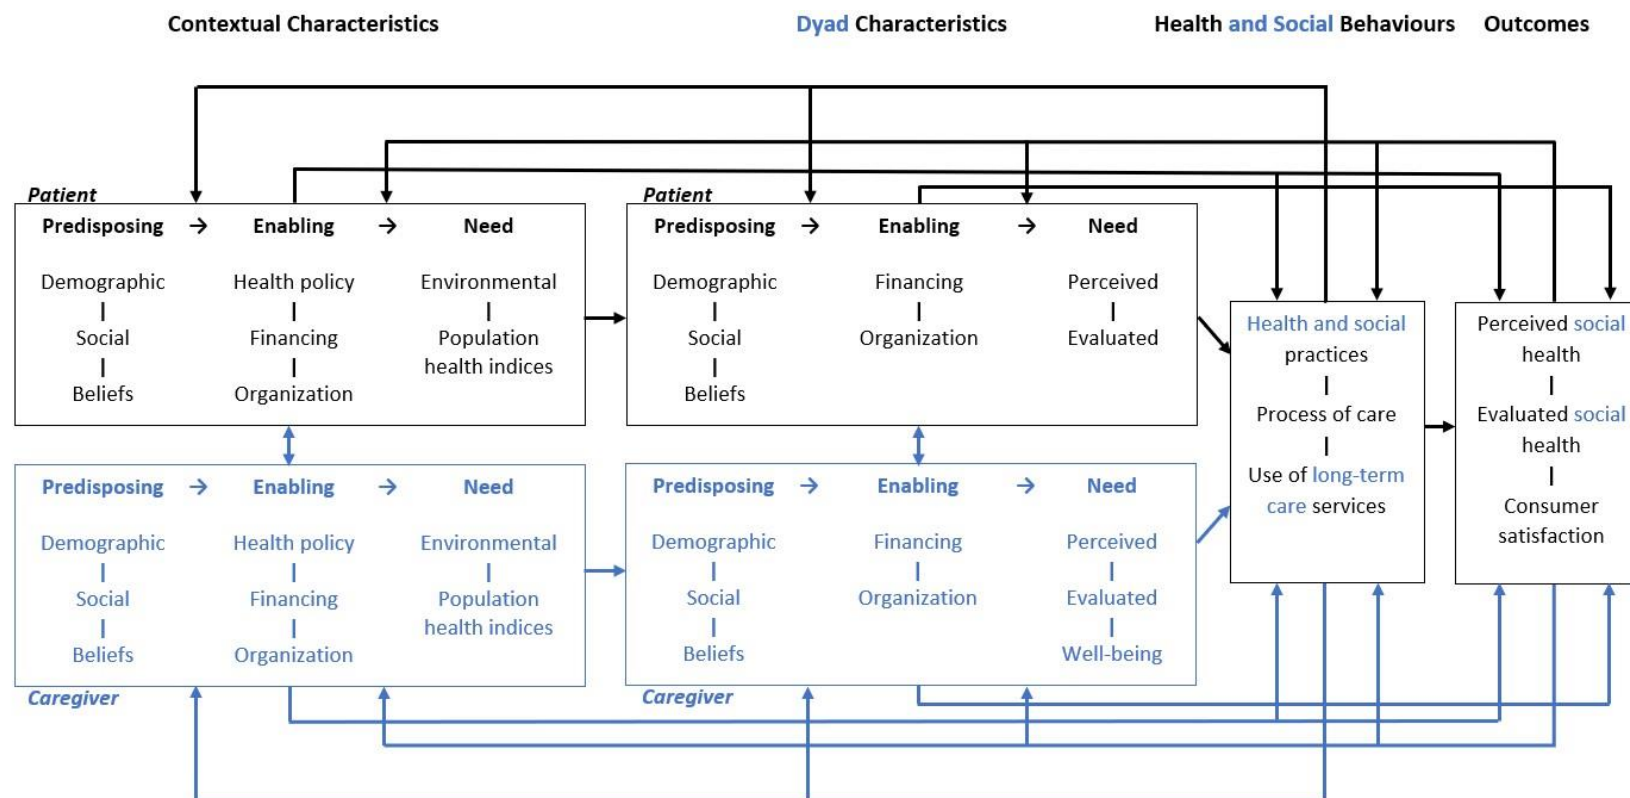 Contextual Characteristics
Dyad Characteristics
Health and Social Behaviours
Outcomes
Patient
Predisposing → Enabling → Need
Demographic
Social
Beliefs
Health policy
Financing
Organization
Environmental
Population
health indices
Patient
Predisposing → Enabling → Need
Demographic
Social
Beliefs
Financing
Organization
Perceived
Evaluated
Health and social
practices
Process of care
Use of long-term
care services
Perceived social
health
Evaluated social
health
Consumer
satisfaction
Predisposing → Enabling → Need
Demographic
Social
Beliefs
Health policy
Financing
Organization
Environmental
Population
health indices
Caregiver
Predisposing → Enabling → Need
Demographic
Social
Beliefs
Financing
Organization
Perceived
Evaluated
Well-being
Caregiver